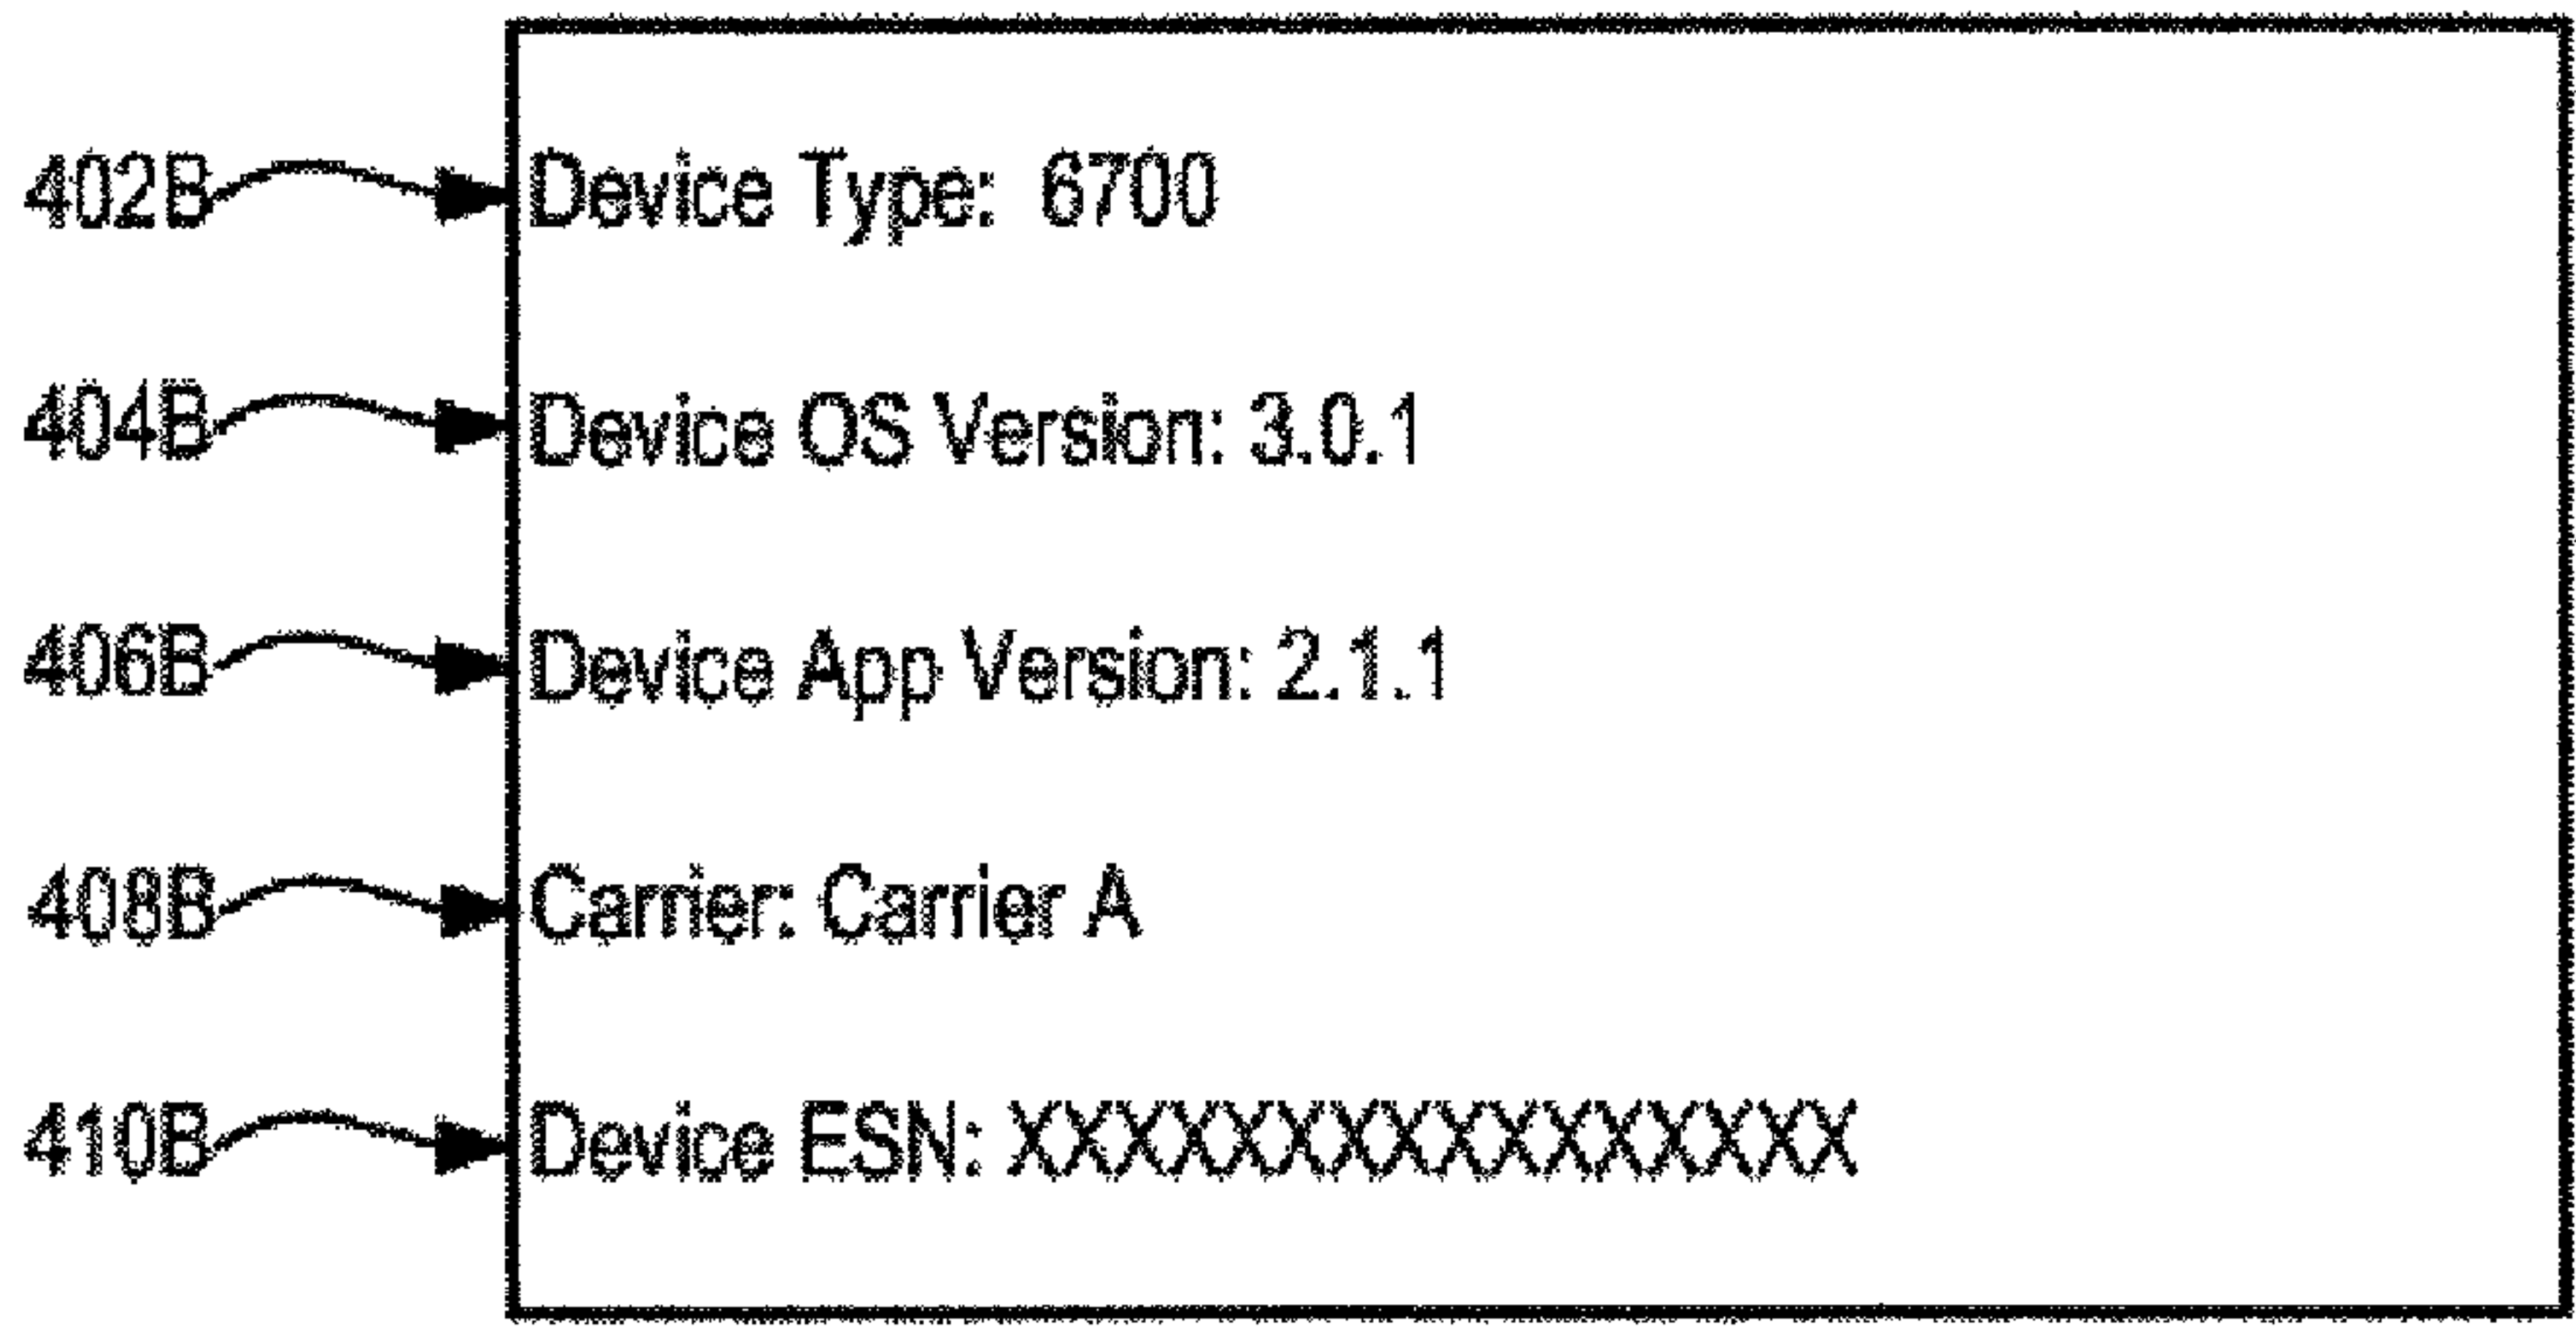 402B Device Type: 6700
404B Device OS Version: 3.0.1
406B Device App Version: 2.1.1
408B Carrier: Carrier A
410B Device ESN: XXXXXXXXXXXXXXXX